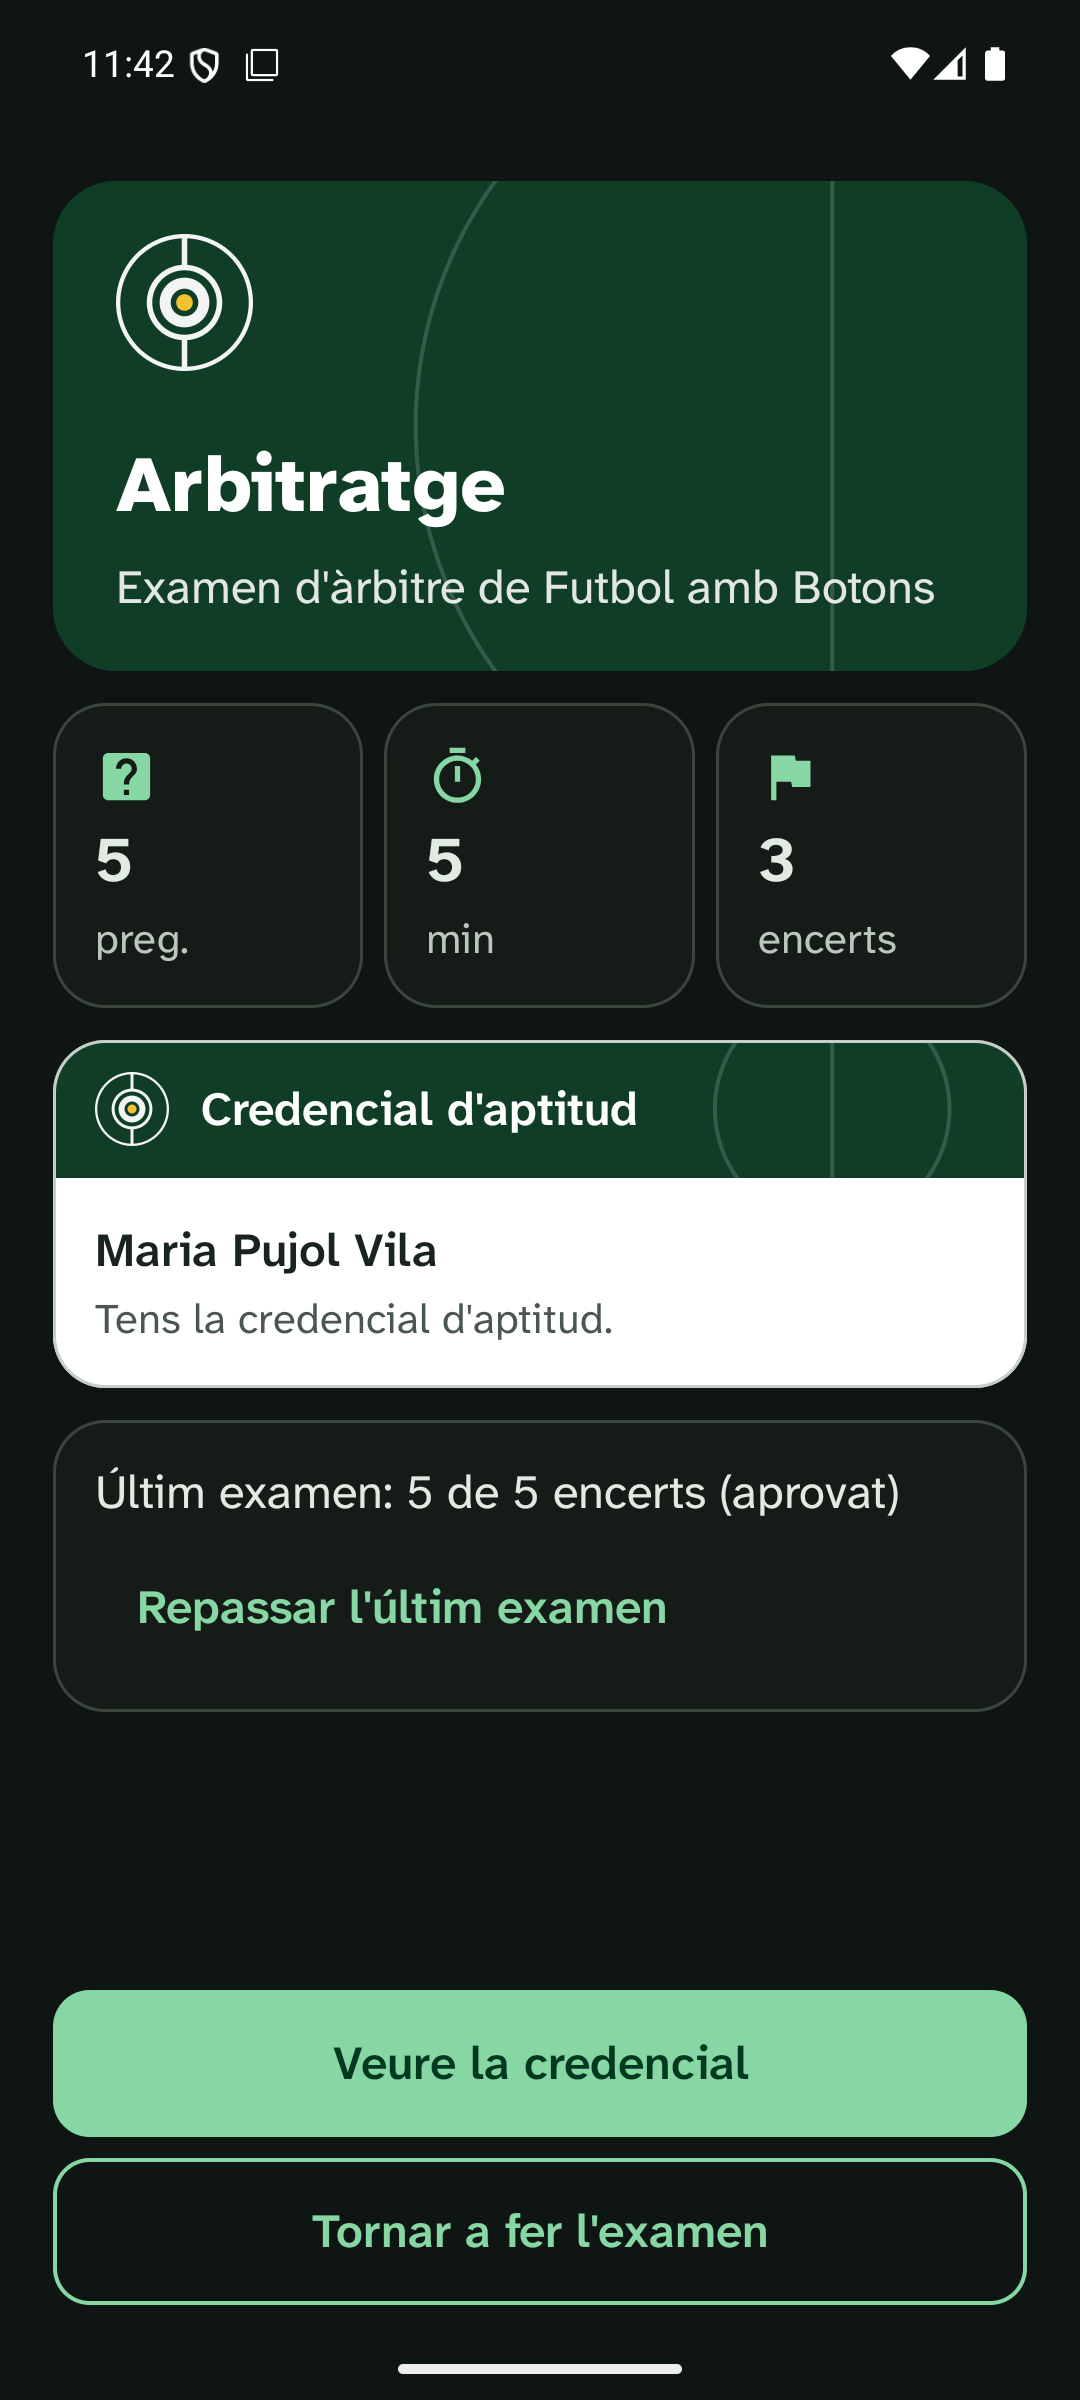 11:42
Arbitratge
Examen d'àrbitre de Futbol amb Botons
5
preg.
5
min
3
encerts
Credencial d'aptitud
Maria Pujol Vila
Tens la credencial d'aptitud.
Últim examen: 5 de 5 encerts (aprovat)
Repassar l'últim examen
Veure la credencial
Tornar a fer l'examen